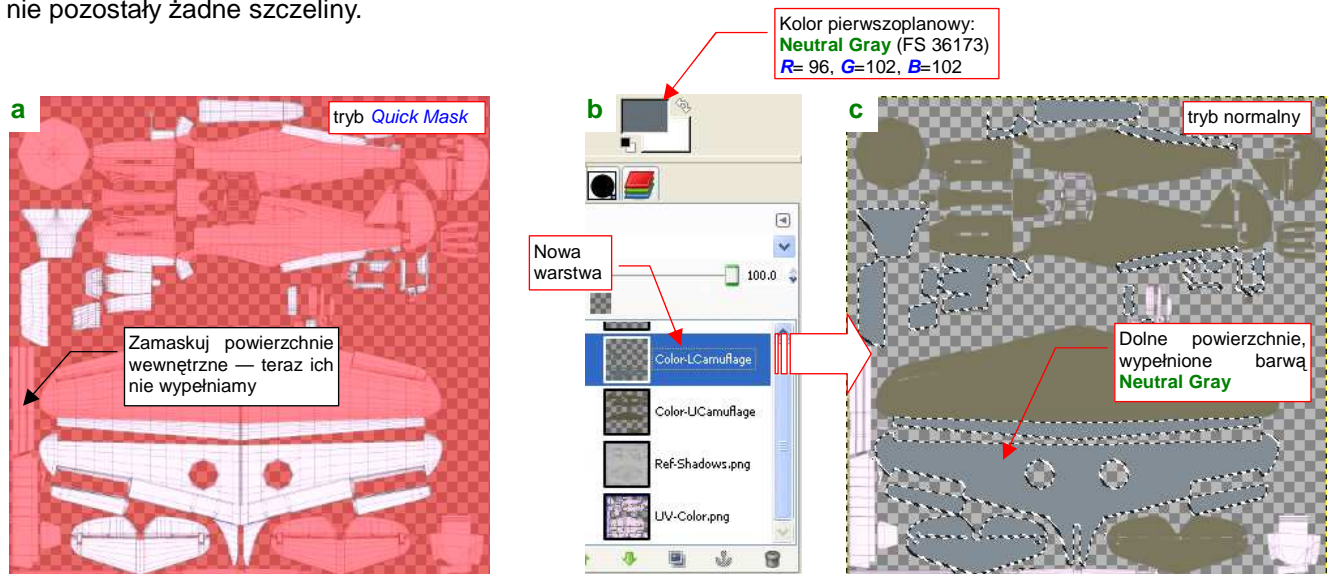 nie pozostały żadne szczeliny.
Kolor pierwszoplanowy:
Neutral Gray (FS 36173)
R= 96, G=102, B=102
a
tryb Quick Mask
b
c
tryb normalny
Nowa
warstwa
100.0
Zamaskuj powierzchnie
wewnętrzne — teraz ich
nie wypełniamy
Color-LCamuflage
Color-UCamuflage
Ref-Shadows.png
UV-Color.png
Dolne powierzchnie,
wypełnione barwą
Neutral Gray